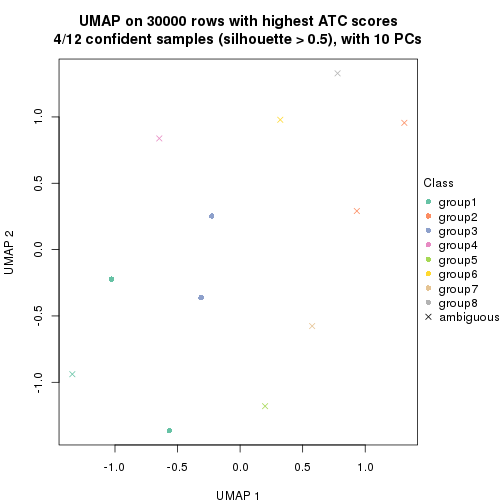 UMAP on 30000 rows with highest ATC scores
4/12 confident samples (silhouette > 0.5), with 10 PCs
1.0
0.5
0.0
-0.5
-1.0
UMAP 2
-1.0 -0.5 0.0 0.5 1.0
UMAP 1
Class
group1
group2
group3
group4
group5
group6
group7
group8
ambiguous